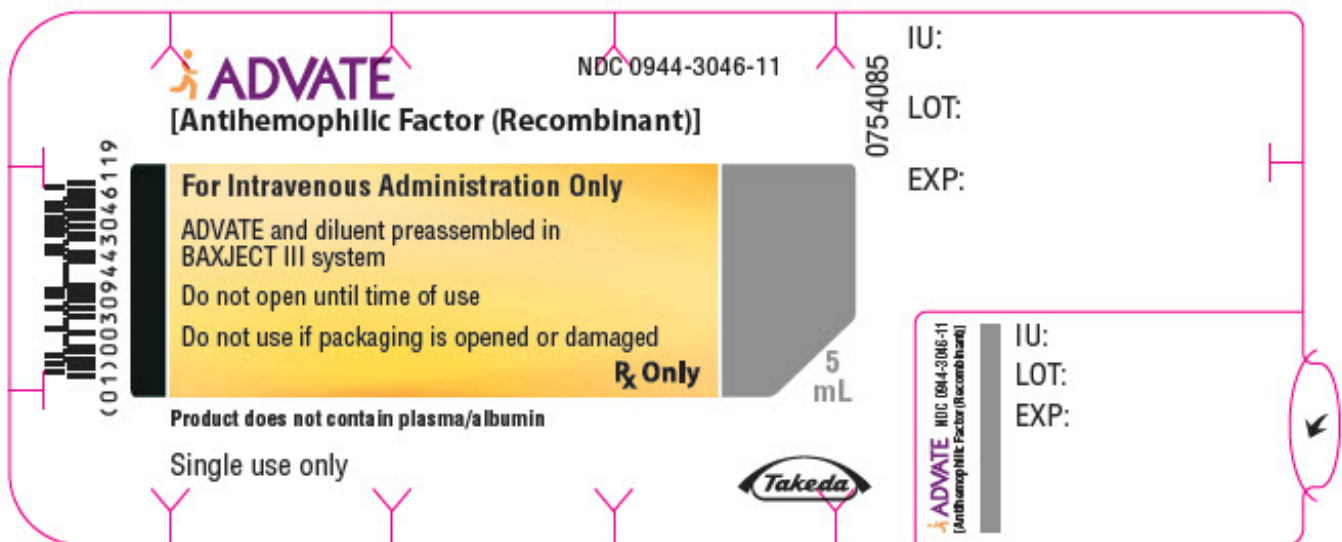 ADVATE
NDC 0944-3046-11
[Antihemophilic Factor (Recombinant)]
(01)00309443046119
For Intravenous Administration Only
ADVATE and diluent preassembled in
BAXJECT III system
Do not open until time of use
Do not use if packaging is opened or damaged
Rx Only
5
mL
Product does not contain plasma/albumin
Single use only
Takeda
0754085
IU:
LOT:
EXP:
ADVATE NDC 0944-3046-11
[Antihemophilic Factor (Recombinant)]
IU:
LOT:
EXP: